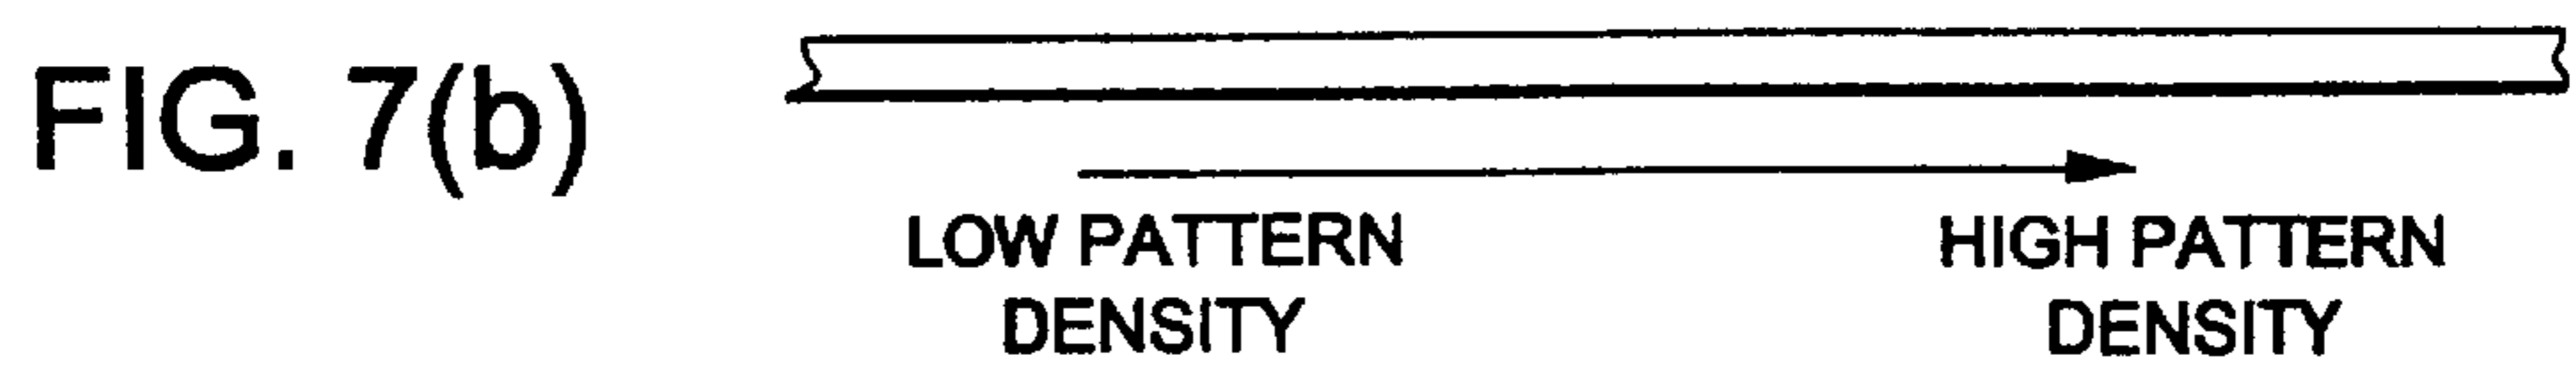 FIG. 7(b)
LOW PATTERN
DENSITY
HIGH PATTERN
DENSITY